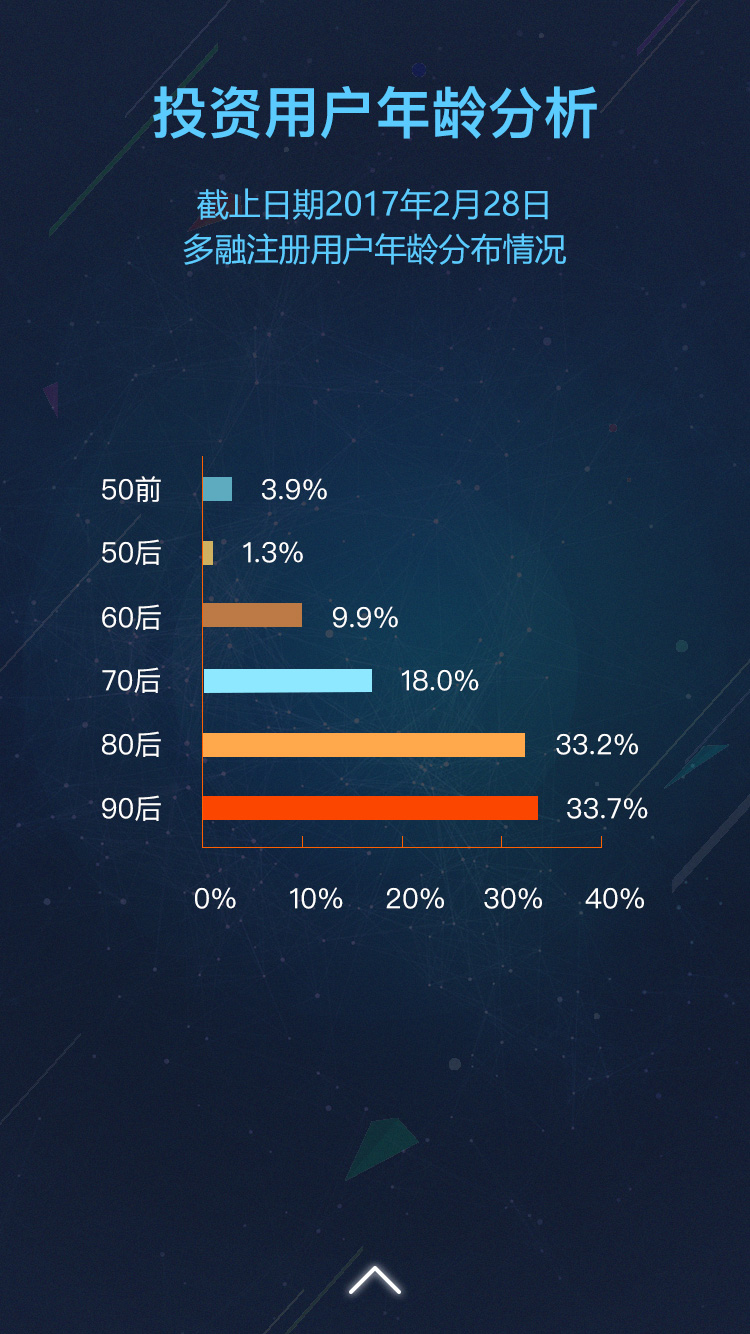 投资用户年龄分析
截止日期2017年2月28日
多融注册用户年龄分布情况
50前 3.9%
50后 1.3%
60后 9.9%
70后 18.0%
80后 33.2%
90后 33.7%
0% 10% 20% 30% 40%